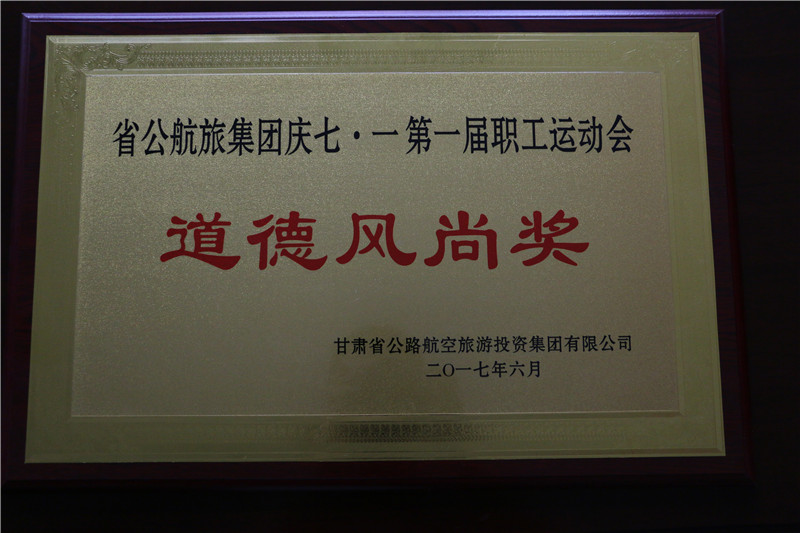 省公航旅集团庆七·一第一届职工运动会
道德风尚奖
甘肃省公路航空旅游投资集团有限公司
二〇一七年六月